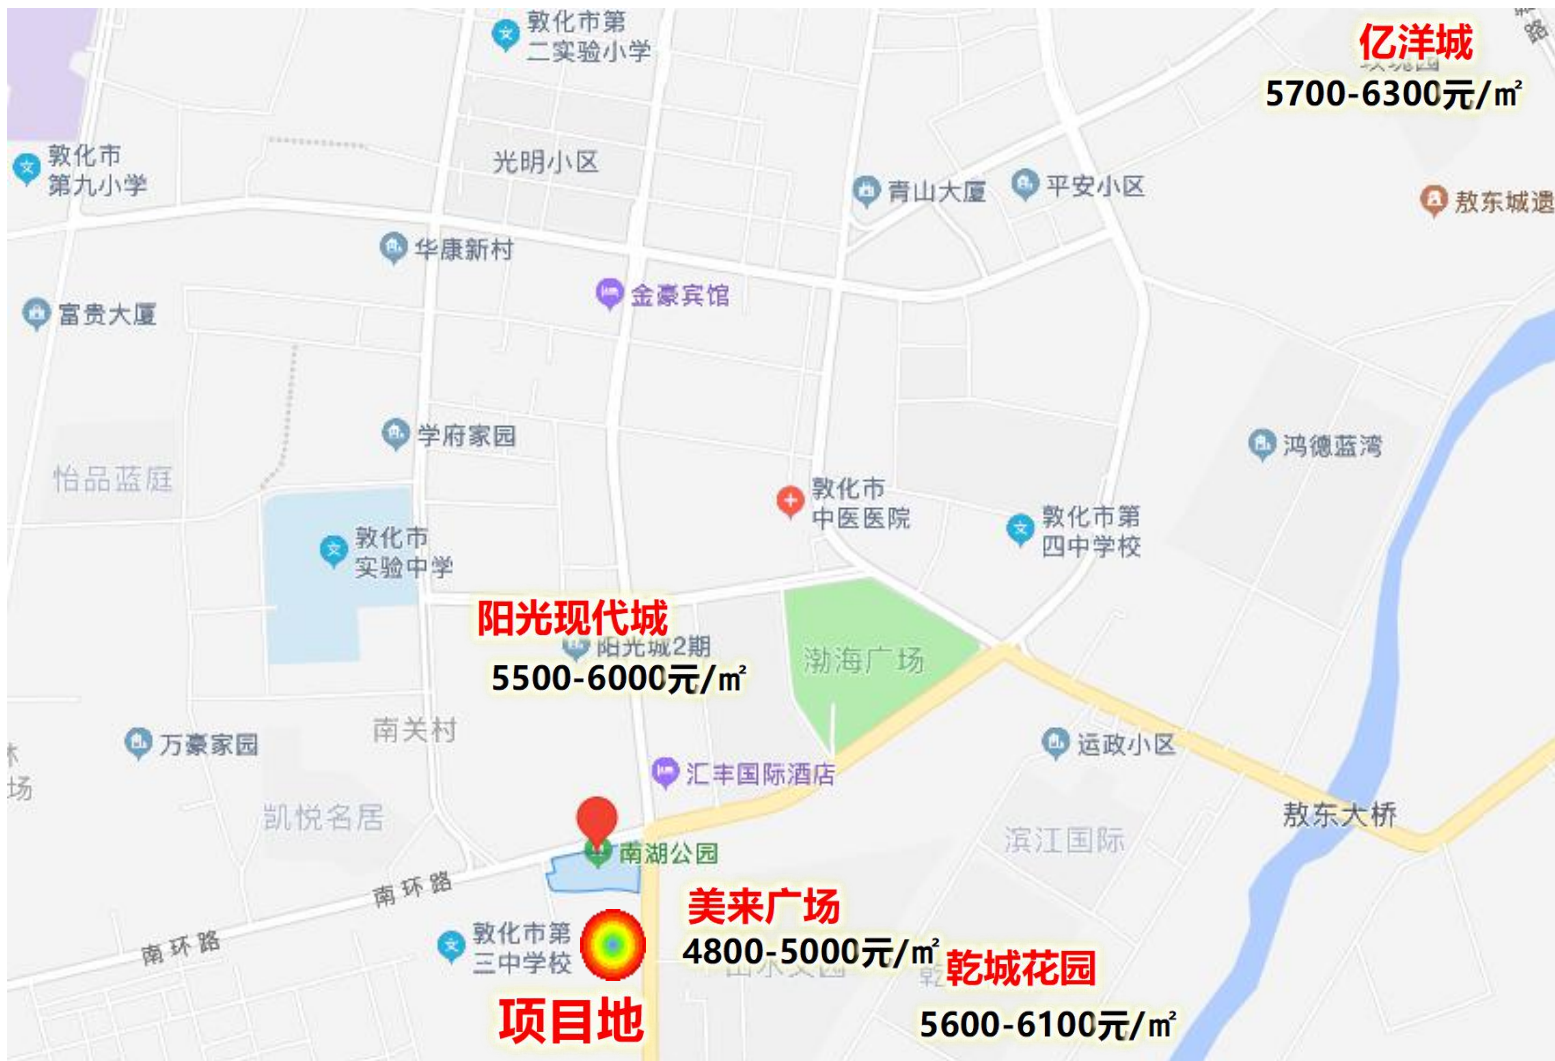 敦化市第
二实验小学
亿洋城
5700-6300元/㎡
路
敦化市
第九小学
光明小区
青山大厦
平安小区
敖东城遗
华康新村
金豪宾馆
富贵大厦
学府家园
鸿德蓝湾
怡品蓝庭
敦化市
中医医院
敦化市第
四中学校
敦化市
实验中学
阳光现代城
阳光城2期
5500-6000元/㎡
渤海广场
南关村
万豪家园
运政小区
场
汇丰国际酒店
凯悦名居
敖东大桥
滨江国际
南湖公园
南环路
美来广场
南环路
敦化市第
三中学校
4800-5000元/㎡
乾城花园
项目地
5600-6100元/㎡